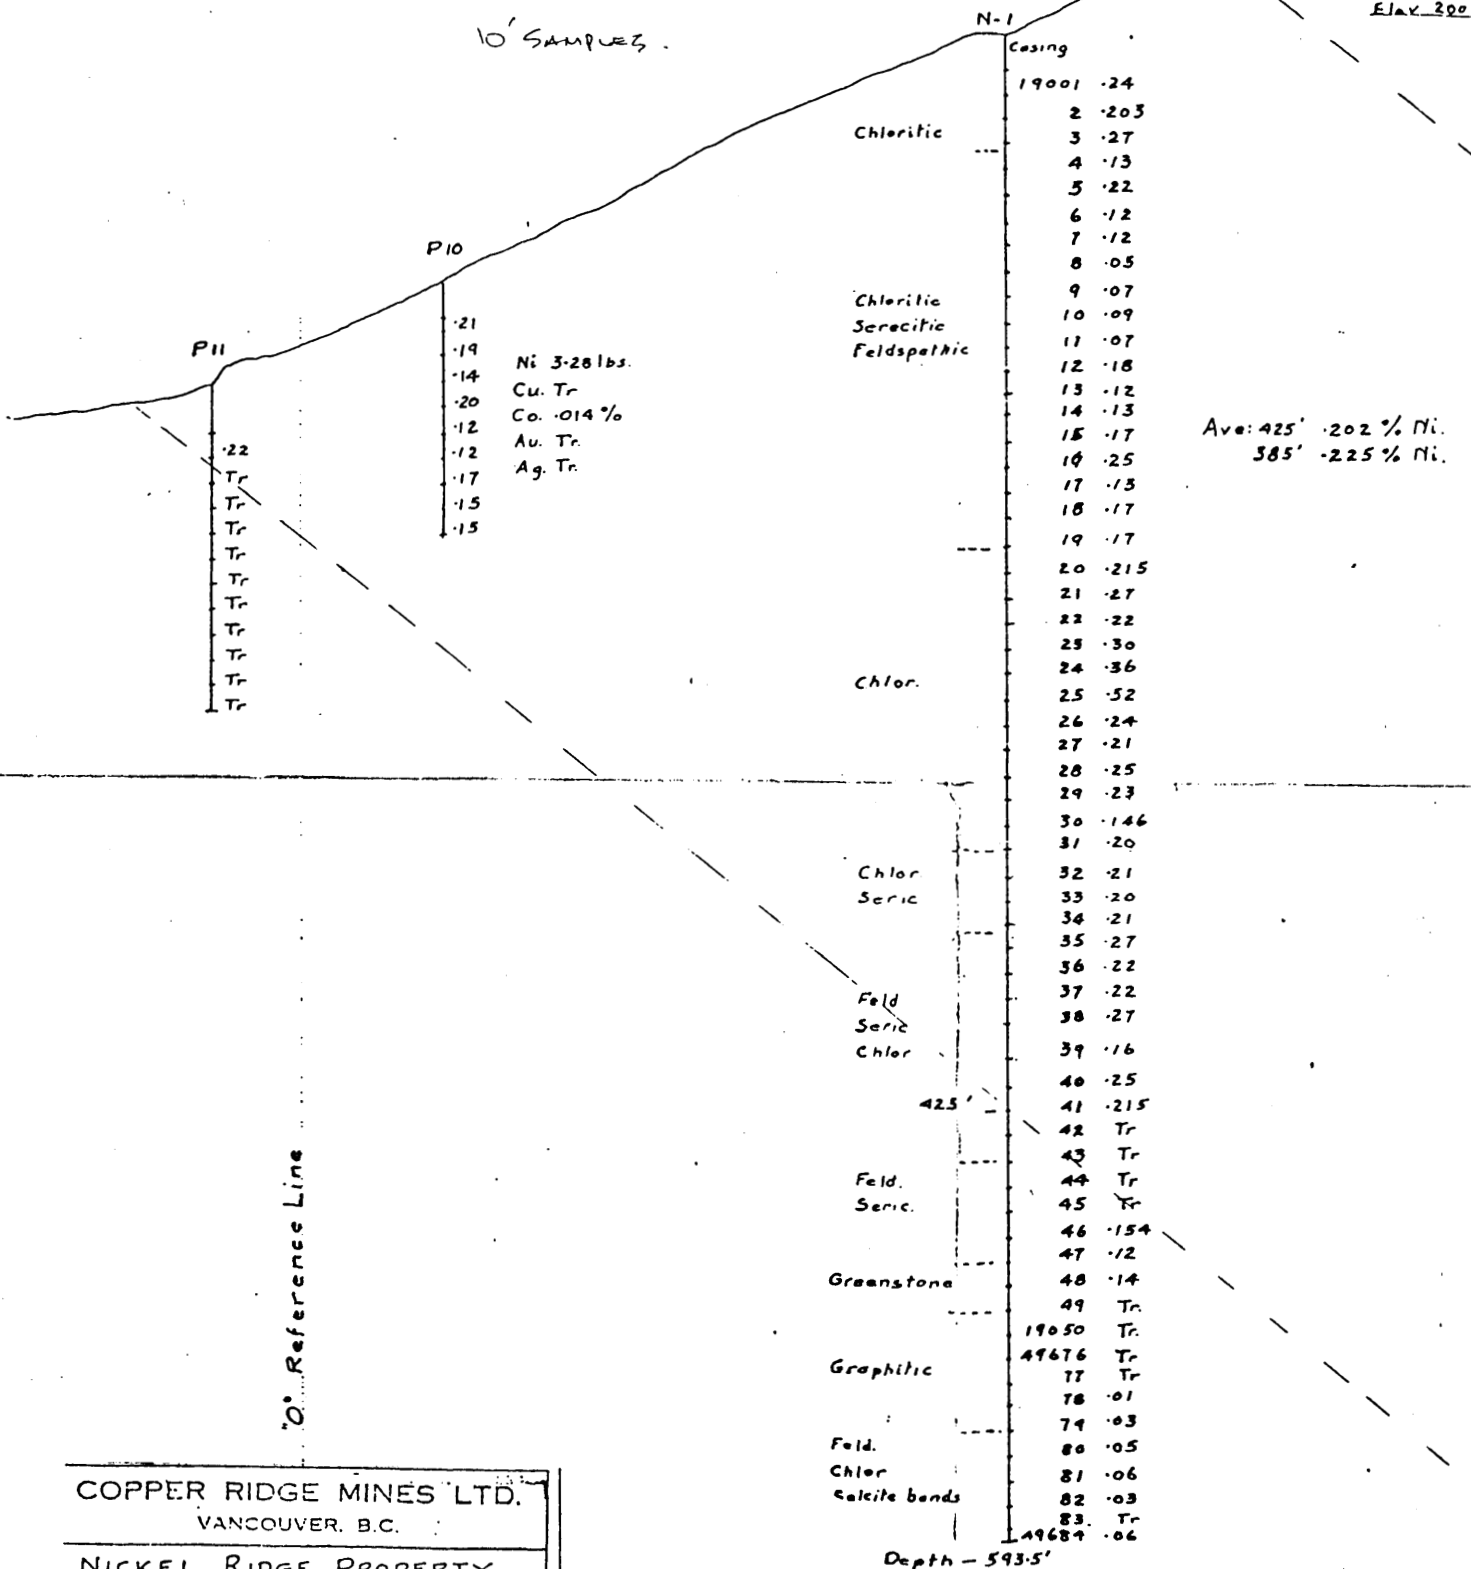 10' SAMPLES.
N-1
Elev 200
Casing
19001 .24
2 .203
3 .27
4 .13
5 .22
6 .12
7 .12
8 .05
9 .07
10 .09
11 .07
12 .18
13 .12
14 .13
15 .17
16 .25
17 .13
18 .17
19 .17
20 .215
21 .27
22 .22
23 .30
24 .36
25 .52
26 .24
27 .21
28 .25
29 .23
30 .146
31 .20
32 .21
33 .20
34 .21
35 .27
36 .22
37 .22
38 .27
39 .16
40 .25
41 .215
42 Tr
43 Tr
44 Tr
45 Tr
46 .154
47 .12
48 .14
49 Tr.
19050 Tr.
49676 Tr
77 Tr
78 .01
79 .03
80 .05
81 .06
82 .03
83. Tr
49684 .06
Depth - 593.5'
Chloritic
Chloritic
Serecitic
Feldspathic
Chlor.
Chlor
Seric
Feld
Seric
Chlor
425'
Feld.
Seric.
Greenstone
Graphitic
Feld.
Chlor
Calcite bands
Ave: 425' .202 % Ni.
385' .225 % Ni.
P10
.21
.19
.14
.20
.12
.12
.17
.15
.15
Ni 3.28 lbs.
Cu. Tr
Co. .014 %
Au. Tr.
Ag. Tr.
P11
.22
Tr
Tr
Tr
Tr
Tr
Tr
Tr
Tr
Tr
Tr
"O" Reference Line
COPPER RIDGE MINES LTD.
VANCOUVER. B.C.
NICKEL RIDGE PROPERTY